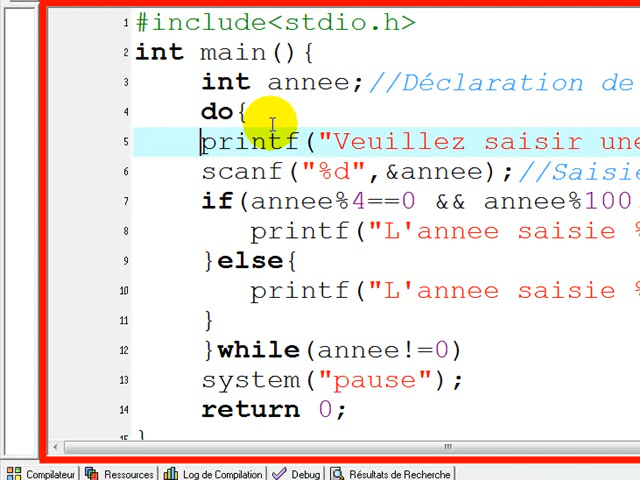 1 #include<stdio.h>
2 int main(){
3 int annee;//Déclaration de
4 do{
5 printf("Veuillez saisir une
6 scanf("%d",&annee);//Saisie
7 if(annee%4==0 && annee%100
8 printf("L'annee saisie %
9 }else{
10 printf("L'annee saisie %
11 }
12 }while(annee!=0)
13 system("pause");
14 return 0;
15 }
Compilateur Ressources Log de Compilation Debug Résultats de Recherche